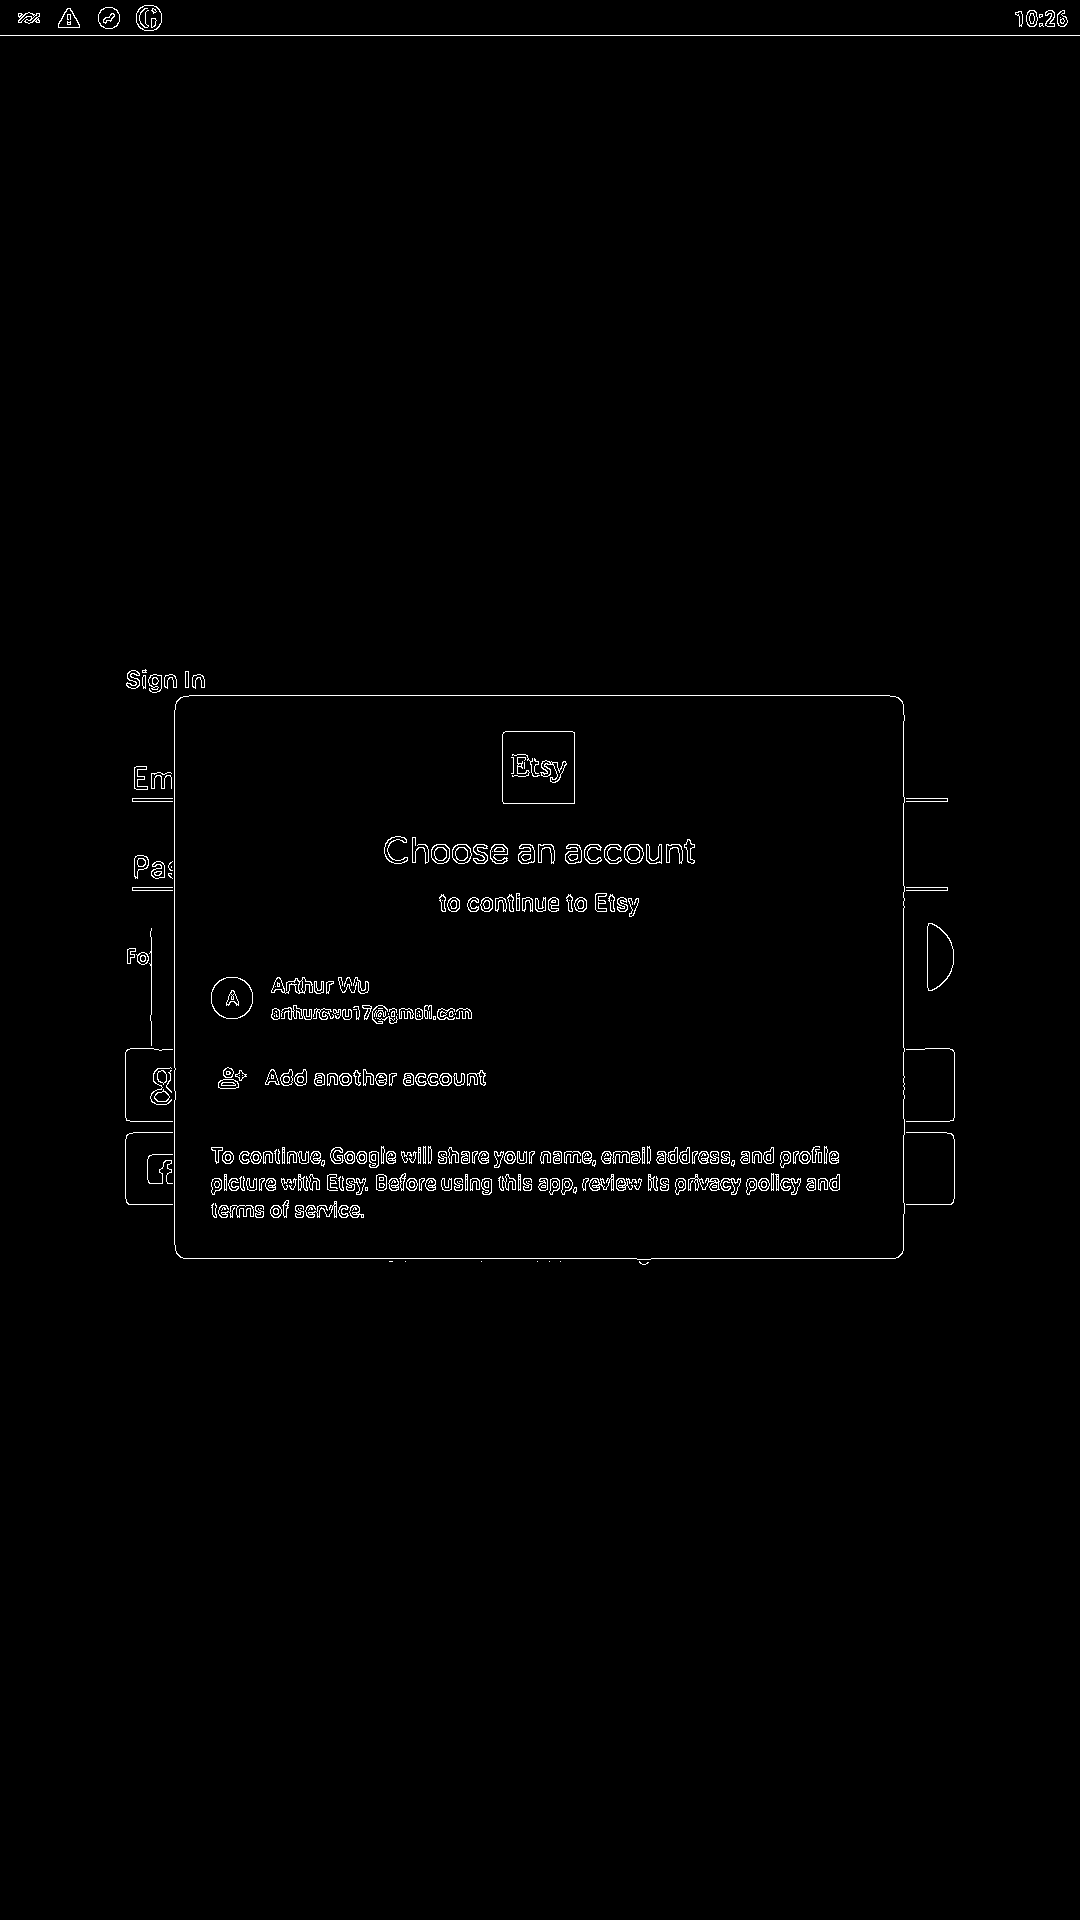 10:26
Sign In
Etsy
Em
Choose an account
Pas
to continue to Etsy
Fo
Arthur Wu
A
arthurcwu17@gmail.com
g
Add another account
f
To continue, Google will share your name, email address, and profile
picture with Etsy. Before using this app, review its privacy policy and
terms of service.